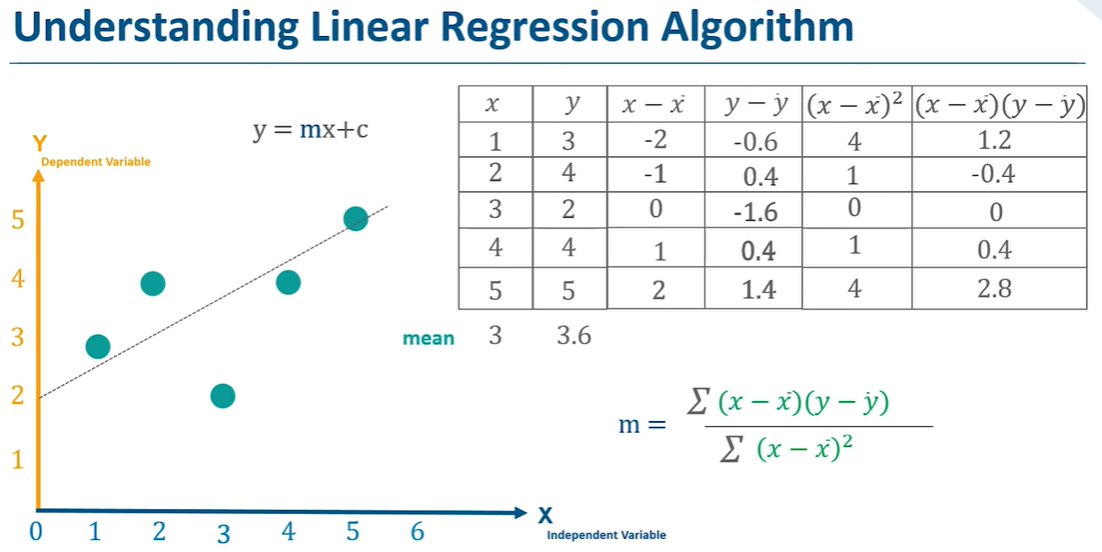 Understanding Linear Regression Algorithm
y = mx+c
Y
Dependent Variable
5
4
3
2
1
0 1 2 3 4 5 6
X
Independent Variable
x y x − ẋ y − ẏ (x − ẋ)² (x − ẋ)(y − ẏ)
1 3 -2 -0.6 4 1.2
2 4 -1 0.4 1 -0.4
3 2 0 -1.6 0 0
4 4 1 0.4 1 0.4
5 5 2 1.4 4 2.8
mean 3 3.6
m = Σ (x − ẋ)(y − ẏ)
Σ (x − ẋ)²